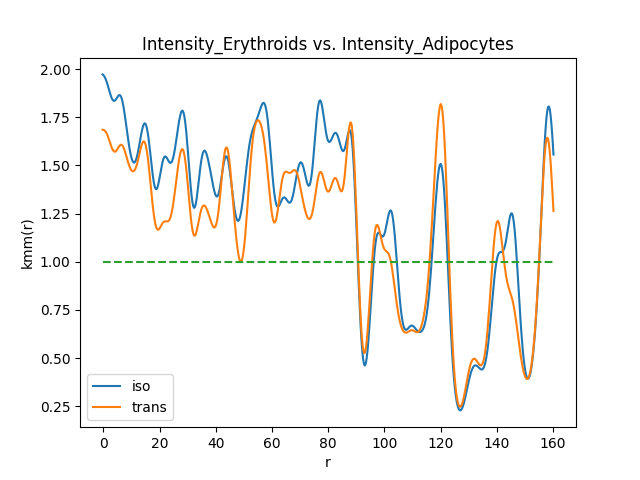 Intensity_Erythroids vs. Intensity_Adipocytes
2.00
1.75
1.50
1.25
1.00
0.75
0.50
0.25
kmm(r)
iso
trans
0 20 40 60 80 100 120 140 160
r